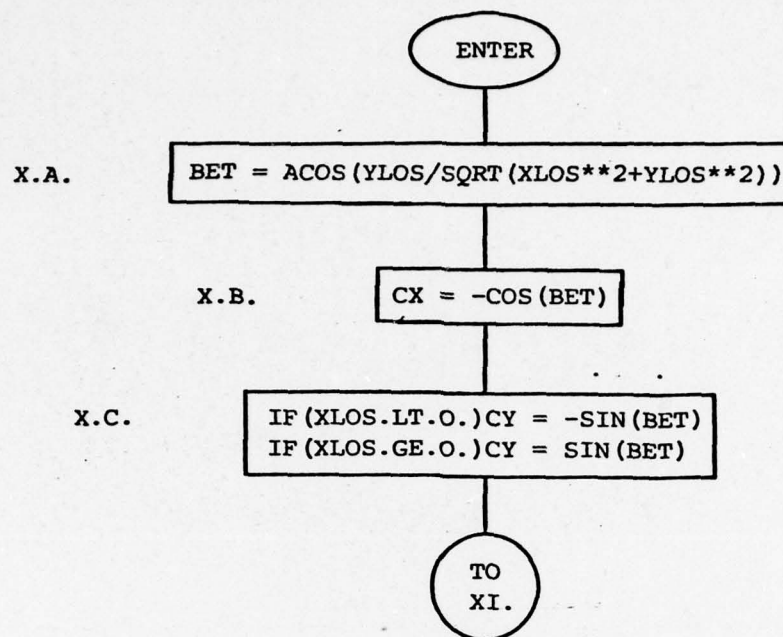 ENTER
X.A. BET = ACOS(YLOS/SQRT(XLOS**2+YLOS**2))
X.B. CX = -COS(BET)
X.C. IF(XLOS.LT.O.)CY = -SIN(BET)
IF(XLOS.GE.O.)CY = SIN(BET)
TO
XI.